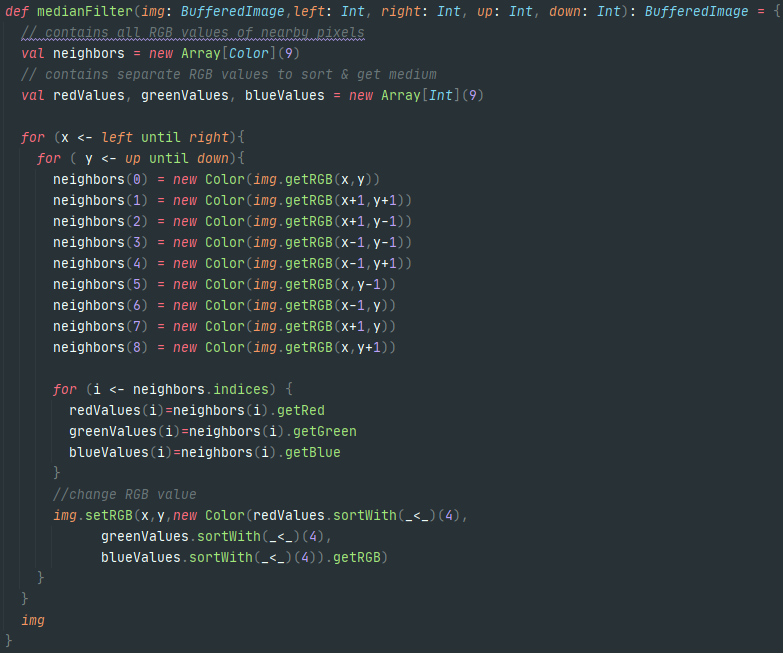 def medianFilter(img: BufferedImage,left: Int, right: Int, up: Int, down: Int): BufferedImage = {
  // contains all RGB values of nearby pixels
  val neighbors = new Array[Color](9)
  // contains separate RGB values to sort & get medium
  val redValues, greenValues, blueValues = new Array[Int](9)

  for (x <- left until right){
    for ( y <- up until down){
      neighbors(0) = new Color(img.getRGB(x,y))
      neighbors(1) = new Color(img.getRGB(x+1,y+1))
      neighbors(2) = new Color(img.getRGB(x+1,y-1))
      neighbors(3) = new Color(img.getRGB(x-1,y-1))
      neighbors(4) = new Color(img.getRGB(x-1,y+1))
      neighbors(5) = new Color(img.getRGB(x,y-1))
      neighbors(6) = new Color(img.getRGB(x-1,y))
      neighbors(7) = new Color(img.getRGB(x+1,y))
      neighbors(8) = new Color(img.getRGB(x,y+1))

      for (i <- neighbors.indices) {
        redValues(i)=neighbors(i).getRed
        greenValues(i)=neighbors(i).getGreen
        blueValues(i)=neighbors(i).getBlue
      }
      //change RGB value
      img.setRGB(x,y,new Color(redValues.sortWith(_<_)(4),
            greenValues.sortWith(_<_)(4),
            blueValues.sortWith(_<_)(4)).getRGB)
    }
  }
  img
}